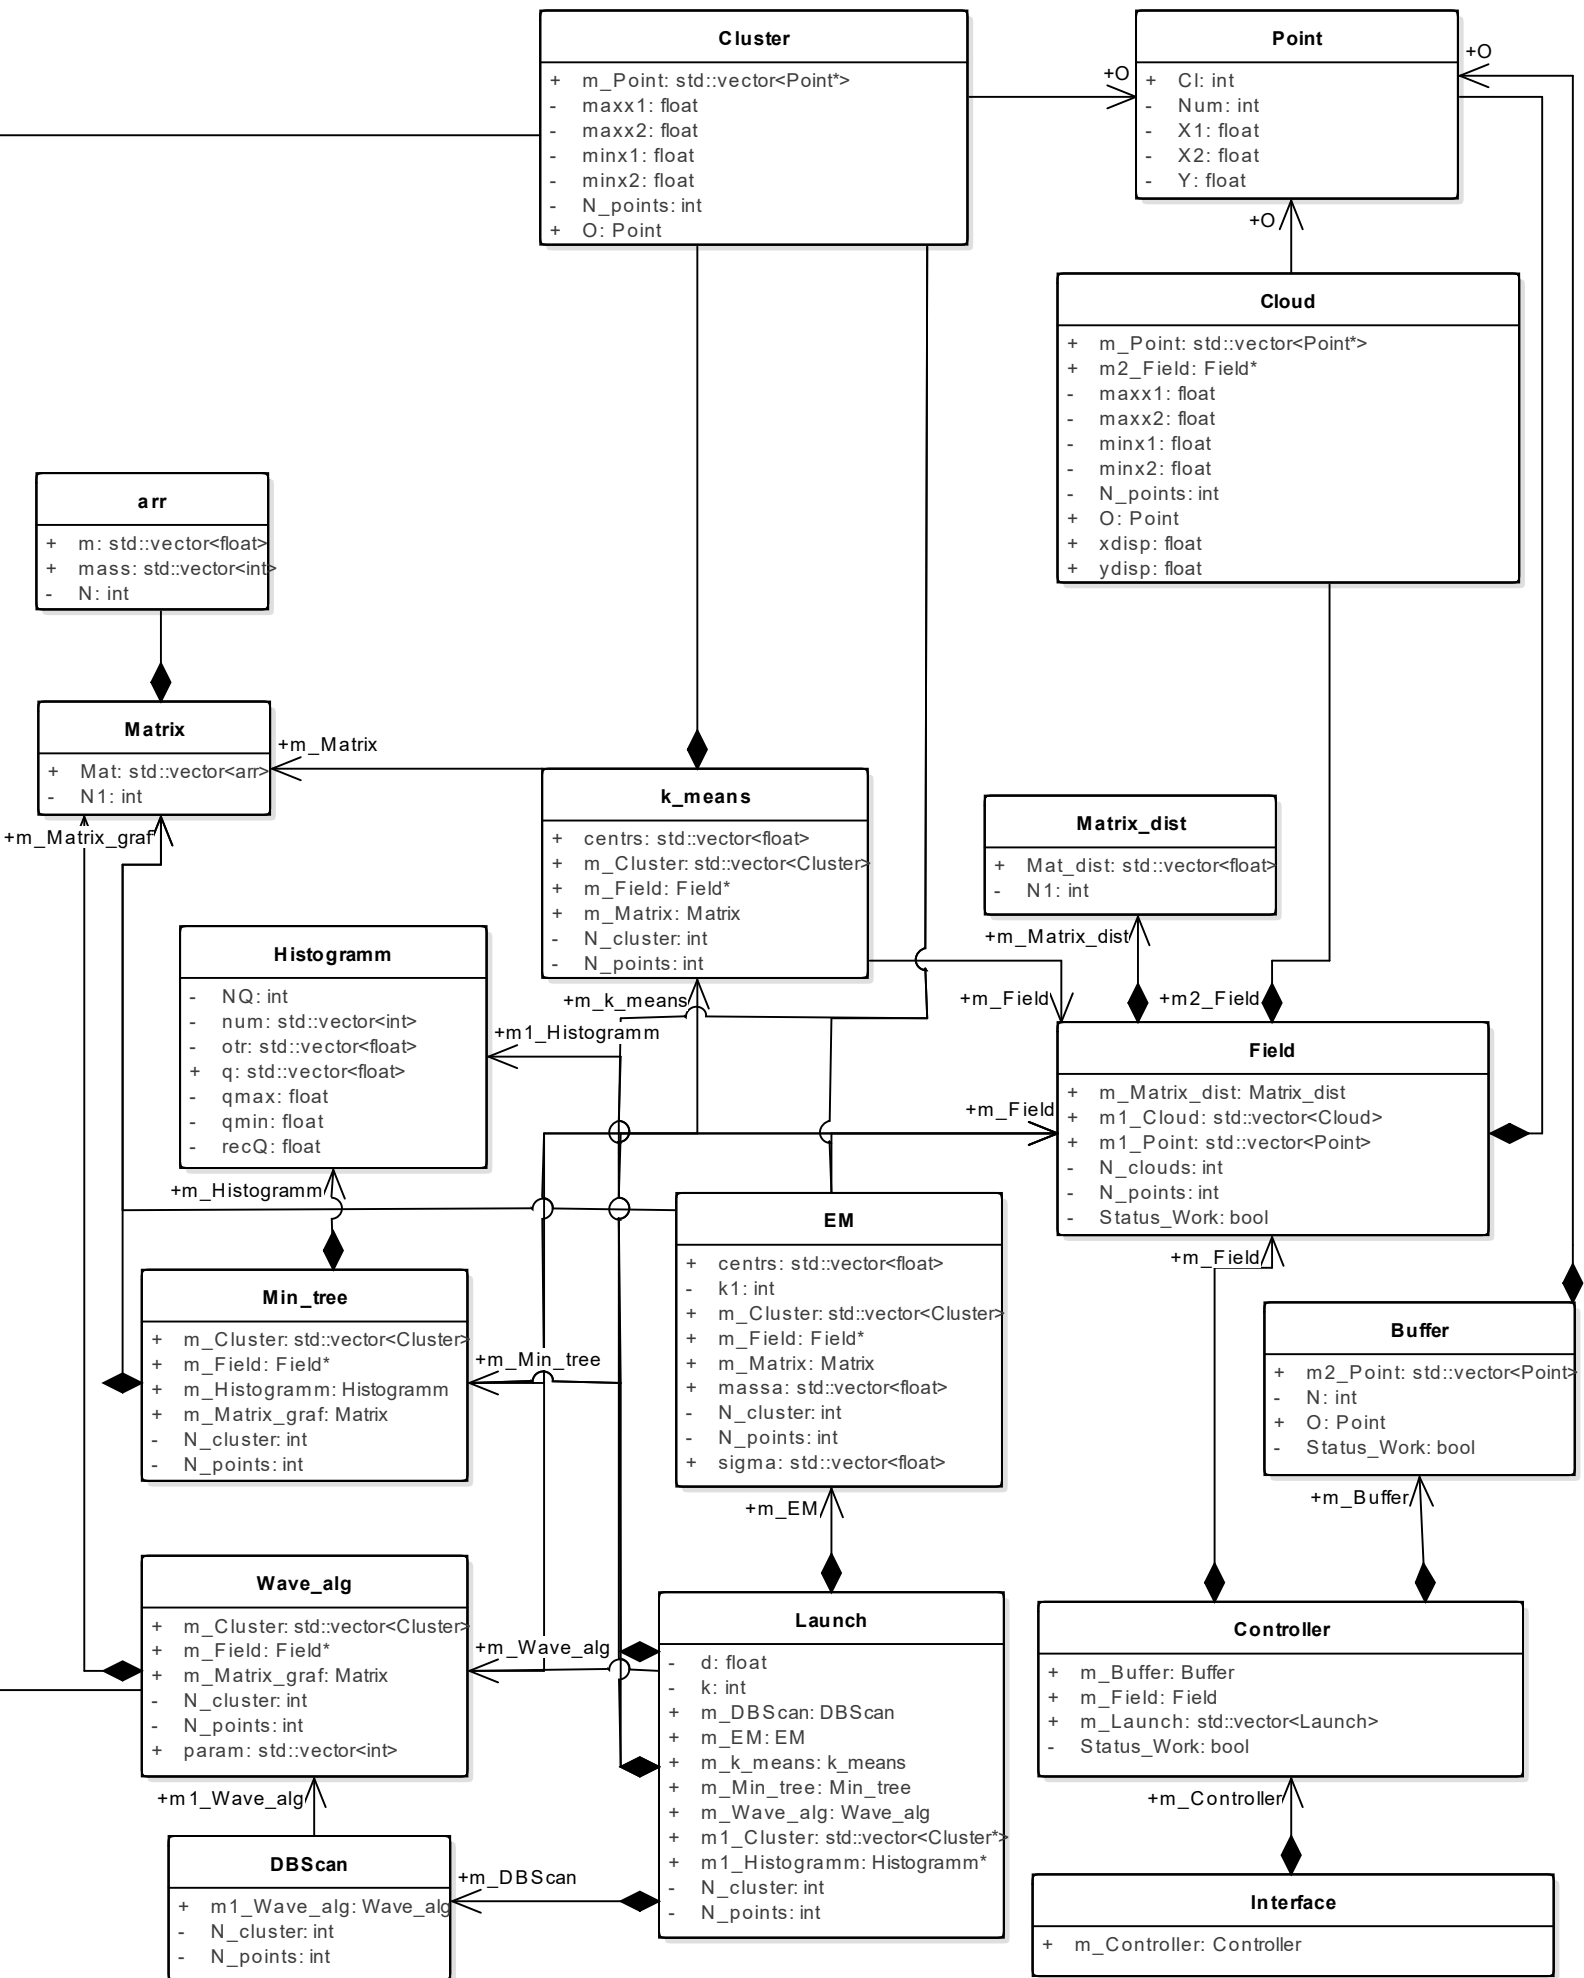 Cluster
+ m_Point: std::vector<Point*>
- maxx1: float
- maxx2: float
- minx1: float
- minx2: float
- N_points: int
+ O: Point
+O
Point
+ Cl: int
- Num: int
- X1: float
- X2: float
- Y: float
+O
+O
Cloud
+ m_Point: std::vector<Point*>
+ m2_Field: Field*
- maxx1: float
- maxx2: float
- minx1: float
- minx2: float
- N_points: int
+ O: Point
+ xdisp: float
+ ydisp: float
arr
+ m: std::vector<float>
+ mass: std::vector<int>
- N: int
Matrix
+ Mat: std::vector<arr>
- N1: int
+m_Matrix
+m_Matrix_graf
k_means
+ centrs: std::vector<float>
+ m_Cluster: std::vector<Cluster>
+ m_Field: Field*
+ m_Matrix: Matrix
- N_cluster: int
- N_points: int
Matrix_dist
+ Mat_dist: std::vector<float>
- N1: int
+m_Matrix_dist
+m_Field
+m2_Field
+m_k_means
+m1_Histogramm
Histogramm
- NQ: int
- num: std::vector<int>
- otr: std::vector<float>
+ q: std::vector<float>
- qmax: float
- qmin: float
- recQ: float
+m_Histogramm
+m_Field
Field
+ m_Matrix_dist: Matrix_dist
+ m1_Cloud: std::vector<Cloud>
+ m1_Point: std::vector<Point>
- N_clouds: int
- N_points: int
- Status_Work: bool
+m_Field
Min_tree
+ m_Cluster: std::vector<Cluster>
+ m_Field: Field*
+ m_Histogramm: Histogramm
+ m_Matrix_graf: Matrix
- N_cluster: int
- N_points: int
+m_Min_tree
EM
+ centrs: std::vector<float>
- k1: int
+ m_Cluster: std::vector<Cluster>
+ m_Field: Field*
+ m_Matrix: Matrix
+ massa: std::vector<float>
- N_cluster: int
- N_points: int
+ sigma: std::vector<float>
+m_EM
Buffer
+ m2_Point: std::vector<Point>
- N: int
+ O: Point
- Status_Work: bool
+m_Buffer
Wave_alg
+ m_Cluster: std::vector<Cluster>
+ m_Field: Field*
+ m_Matrix_graf: Matrix
- N_cluster: int
- N_points: int
+ param: std::vector<int>
+m_Wave_alg
+m1_Wave_alg
Launch
- d: float
- k: int
+ m_DBScan: DBScan
+ m_EM: EM
+ m_k_means: k_means
+ m_Min_tree: Min_tree
+ m_Wave_alg: Wave_alg
+ m1_Cluster: std::vector<Cluster*>
+ m1_Histogramm: Histogramm*
- N_cluster: int
- N_points: int
Controller
+ m_Buffer: Buffer
+ m_Field: Field
+ m_Launch: std::vector<Launch>
- Status_Work: bool
+m_Controller
DBScan
+ m1_Wave_alg: Wave_alg
- N_cluster: int
- N_points: int
+m_DBScan
Interface
+ m_Controller: Controller